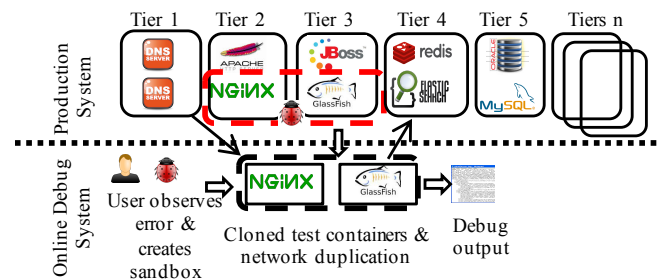 Tier 1 Tier 2 Tier 3 Tier 4 Tier 5 Tiers n
Production
System
DNS
SERVER
DNS
SERVER
APACHE
NGiNX
JBoss
GlassFish
redis
ELASTIC
SEARCH
ORACLE
MySQL
Online Debug
System
User observes
error &
creates
sandbox
NGiNX
GlassFish
Cloned test containers &
network duplication
Debug
output